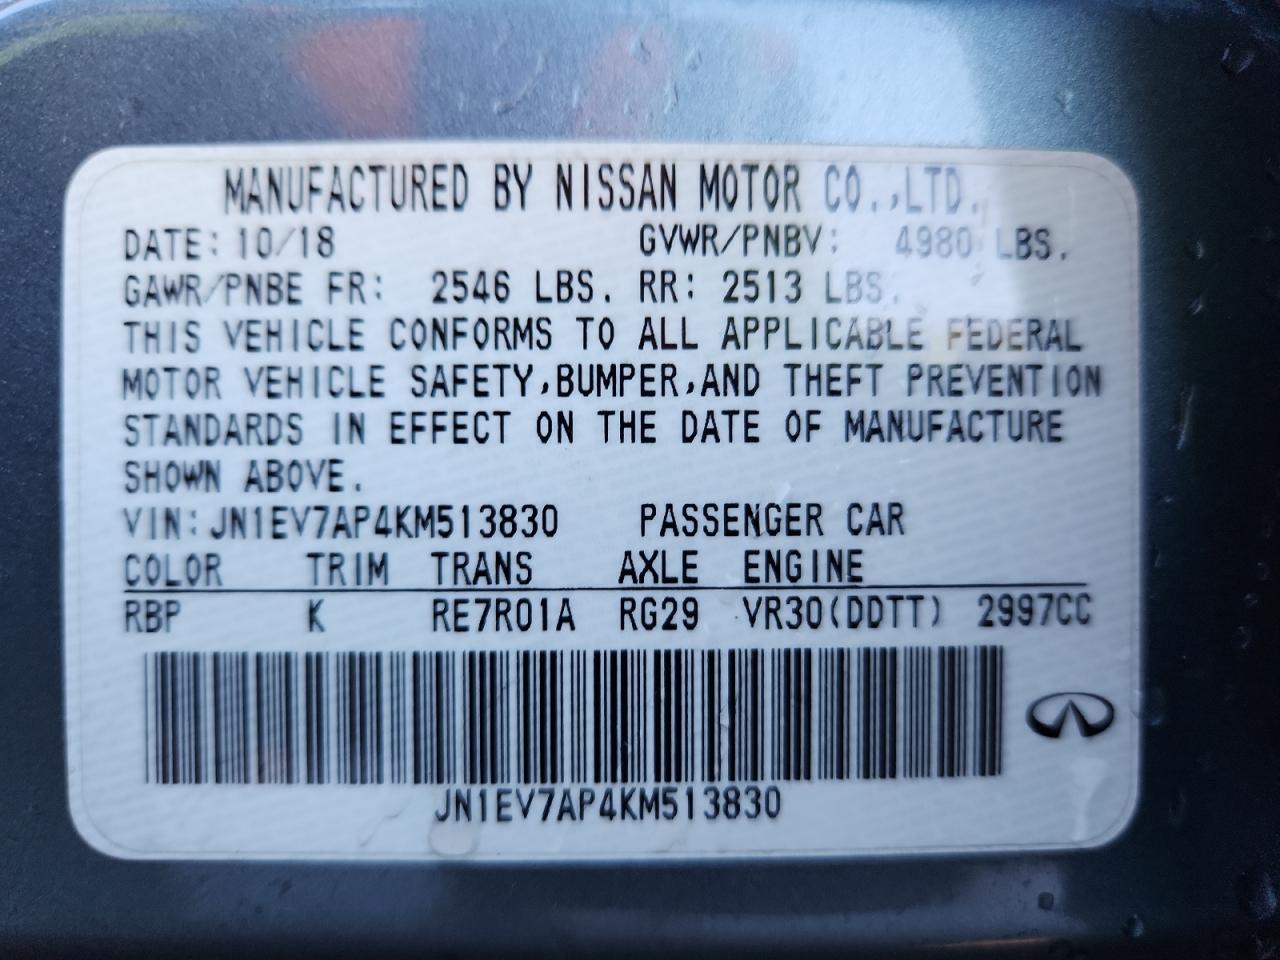 MANUFACTURED BY NISSAN MOTOR CO.,LTD.
DATE: 10/18 GVWR/PNBV: 4980 LBS.
GAWR/PNBE FR: 2546 LBS. RR: 2513 LBS.
THIS VEHICLE CONFORMS TO ALL APPLICABLE FEDERAL
MOTOR VEHICLE SAFETY,BUMPER,AND THEFT PREVENTION
STANDARDS IN EFFECT ON THE DATE OF MANUFACTURE
SHOWN ABOVE.
VIN:JN1EV7AP4KM513830 PASSENGER CAR
COLOR TRIM TRANS AXLE ENGINE
RBP K RE7R01A RG29 VR30(DDTT) 2997CC
JN1EV7AP4KM513830